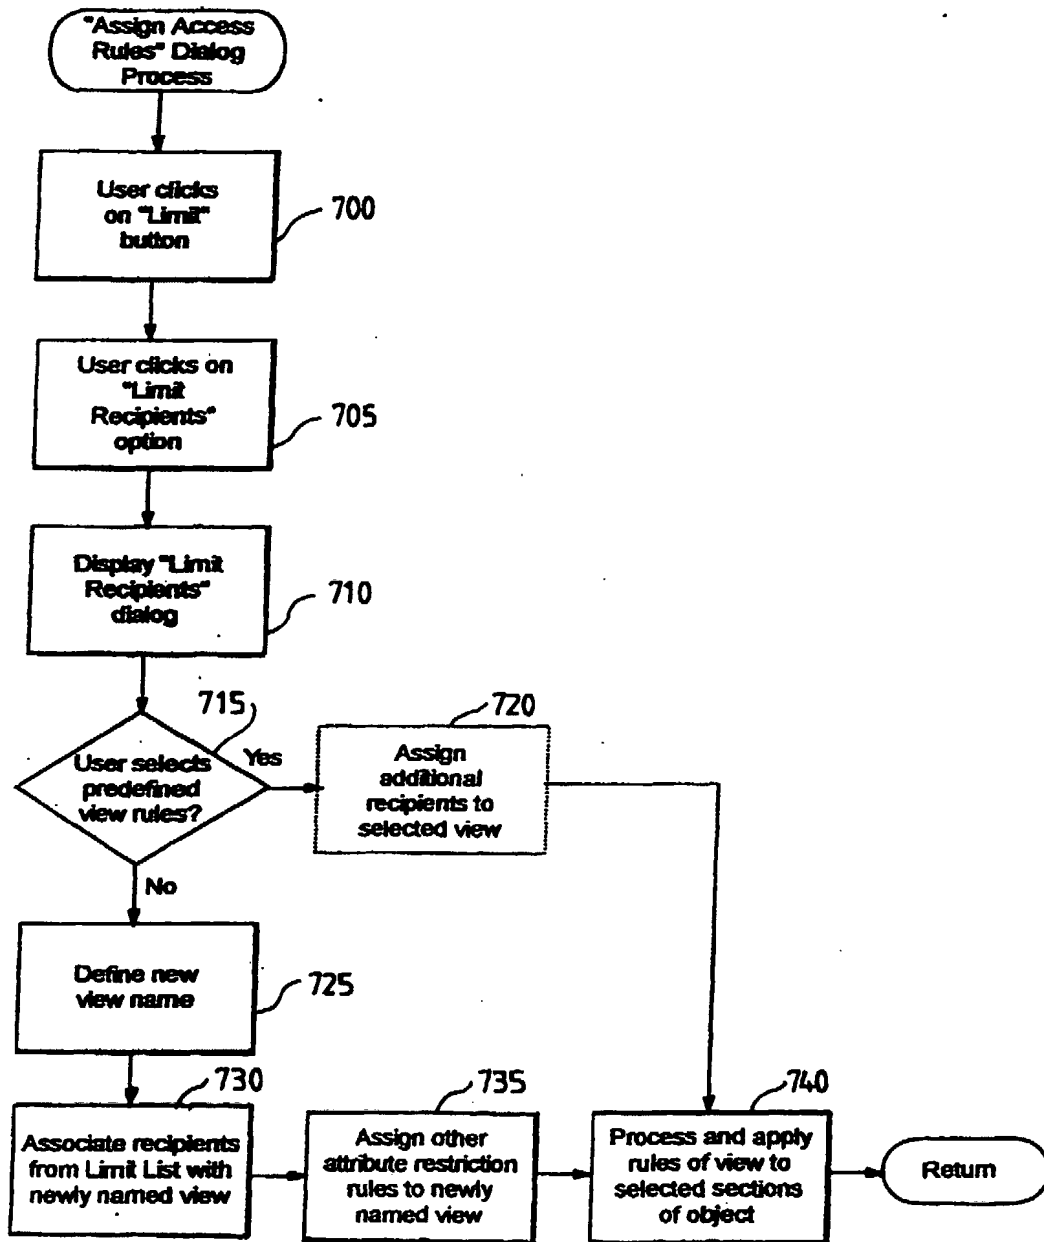 "Assign Access
Rules" Dialog
Process
User clicks
on "Limit"
button
700
User clicks on
"Limit
Recipients"
option
705
Display "Limit
Recipients"
dialog
710
715
User selects
predefined
view rules?
Yes
720
Assign
additional
recipients to
selected view
No
Define new
view name
725
730
Associate recipients
from Limit List with
newly named view
735
Assign other
attribute restriction
rules to newly
named view
740
Process and apply
rules of view to
selected sections
of object
Return